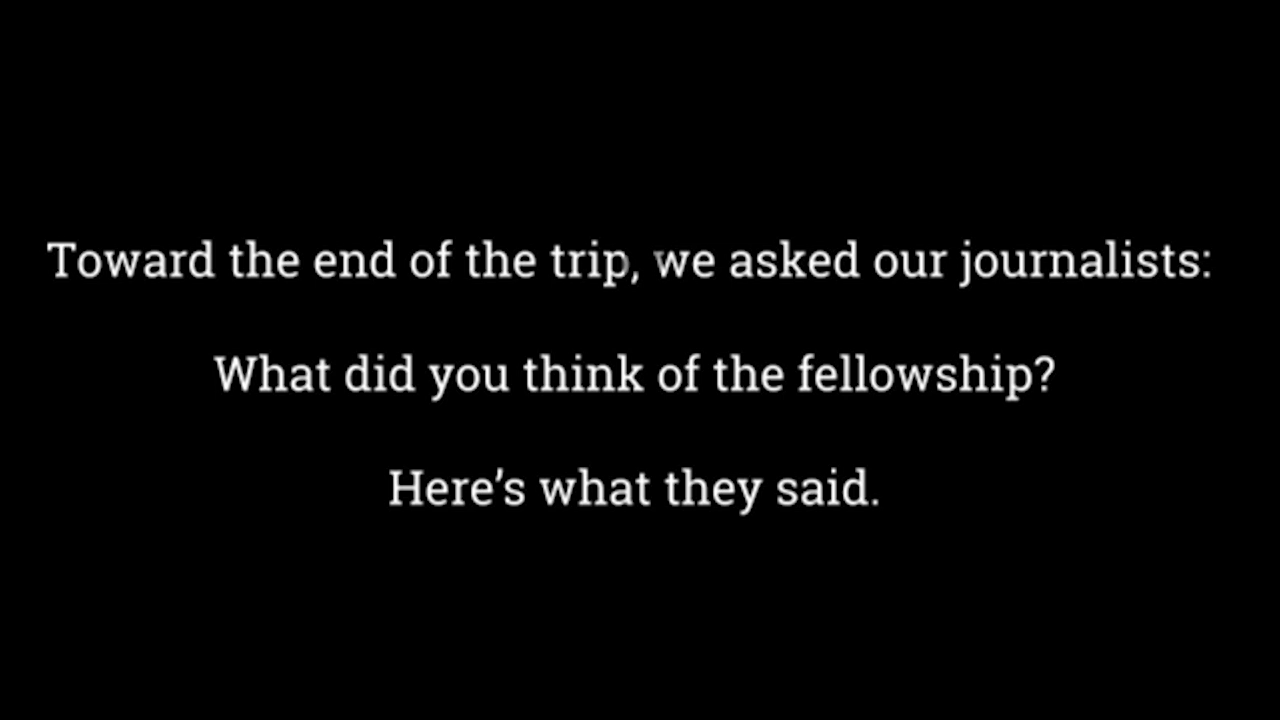 Toward the end of the trip, we asked our journalists:
What did you think of the fellowship?
Here’s what they said.